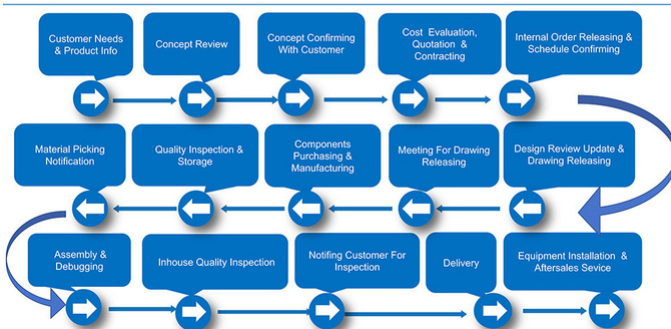 Customer Needs
& Product Info
Concept Review
Concept Confirming
With Customer
Cost Evaluation,
Quotation &
Contracting
Internal Order Releasing &
Schedule Confirming
Material Picking
Notification
Quality Inspection &
Storage
Components
Purchasing &
Manufacturing
Meeting For Drawing
Releasing
Design Review Update &
Drawing Releasing
Assembly &
Debugging
Inhouse Quality Inspection
Notifing Customer For
Inspection
Delivery
Equipment Installation &
Aftersales Sevice